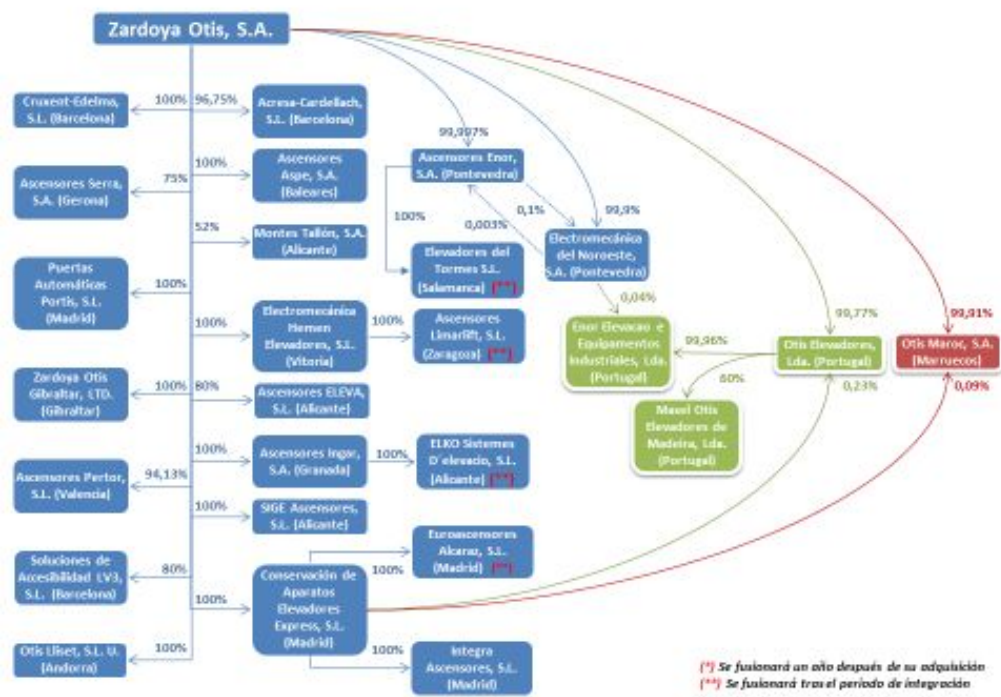 Zardoya Otis, S.A.
Cruxent-Edelma,
S.L. (Barcelona)
100%
96,75%
Acresa-Cardellach,
S.L. (Barcelona)
Ascensores Serra,
S.A. (Gerona)
75%
100%
Ascensores
Aspe, S.A.
(Baleares)
52%
Montes Tallón, S.A.
(Alicante)
Puertas
Automáticas
Portis, S.L.
(Madrid)
100%
100%
Electromecánica
Hemen
Elevadores, S.L.
(Vitoria)
100%
Ascensores
Limarlift, S.L.
(Zaragoza) (**)
Zardoya Otis
Gibraltar, LTD.
(Gibraltar)
100%
80%
Ascensores ELEVA,
S.L. (Alicante)
100%
Ascensores Ingar,
S.A. (Granada)
100%
ELKO Sistemes
D´elevacio, S.L.
(Alicante) (**)
Ascensores Pertor,
S.L. (Valencia)
94,13%
100%
SIGE Ascensores,
S.L. (Alicante)
Soluciones de
Accesibilidad LV3,
S.L. (Barcelona)
80%
100%
Conservación de
Aparatos
Elevadores
Express, S.L.
(Madrid)
100%
Euroascensores
Alcaraz, S.L.
(Madrid) (**)
100%
Integra
Ascensores, S.L.
(Madrid)
Otis Lliset, S.L. U.
(Andorra)
100%
99,997%
Ascensores Enor,
S.A. (Pontevedra)
100%
0,003%
0,1%
99,9%
Elevadores del
Tormes S.L.
(Salamanca) (**)
Electromecánica
del Noroeste,
S.A. (Pontevedra)
0,04%
Enor Elevacao e
Equipamentos
Industriales, Lda.
(Portugal)
99,96%
60%
Otis Elevadores,
Lda. (Portugal)
99,77%
0,23%
Otis Maroc, S.A.
(Marruecos)
99,91%
0,09%
Masel Otis
Elevadores de
Madeira, Lda.
(Portugal)
(*) Se fusionará un año después de su adquisición
(**) Se fusionará tras el periodo de integración